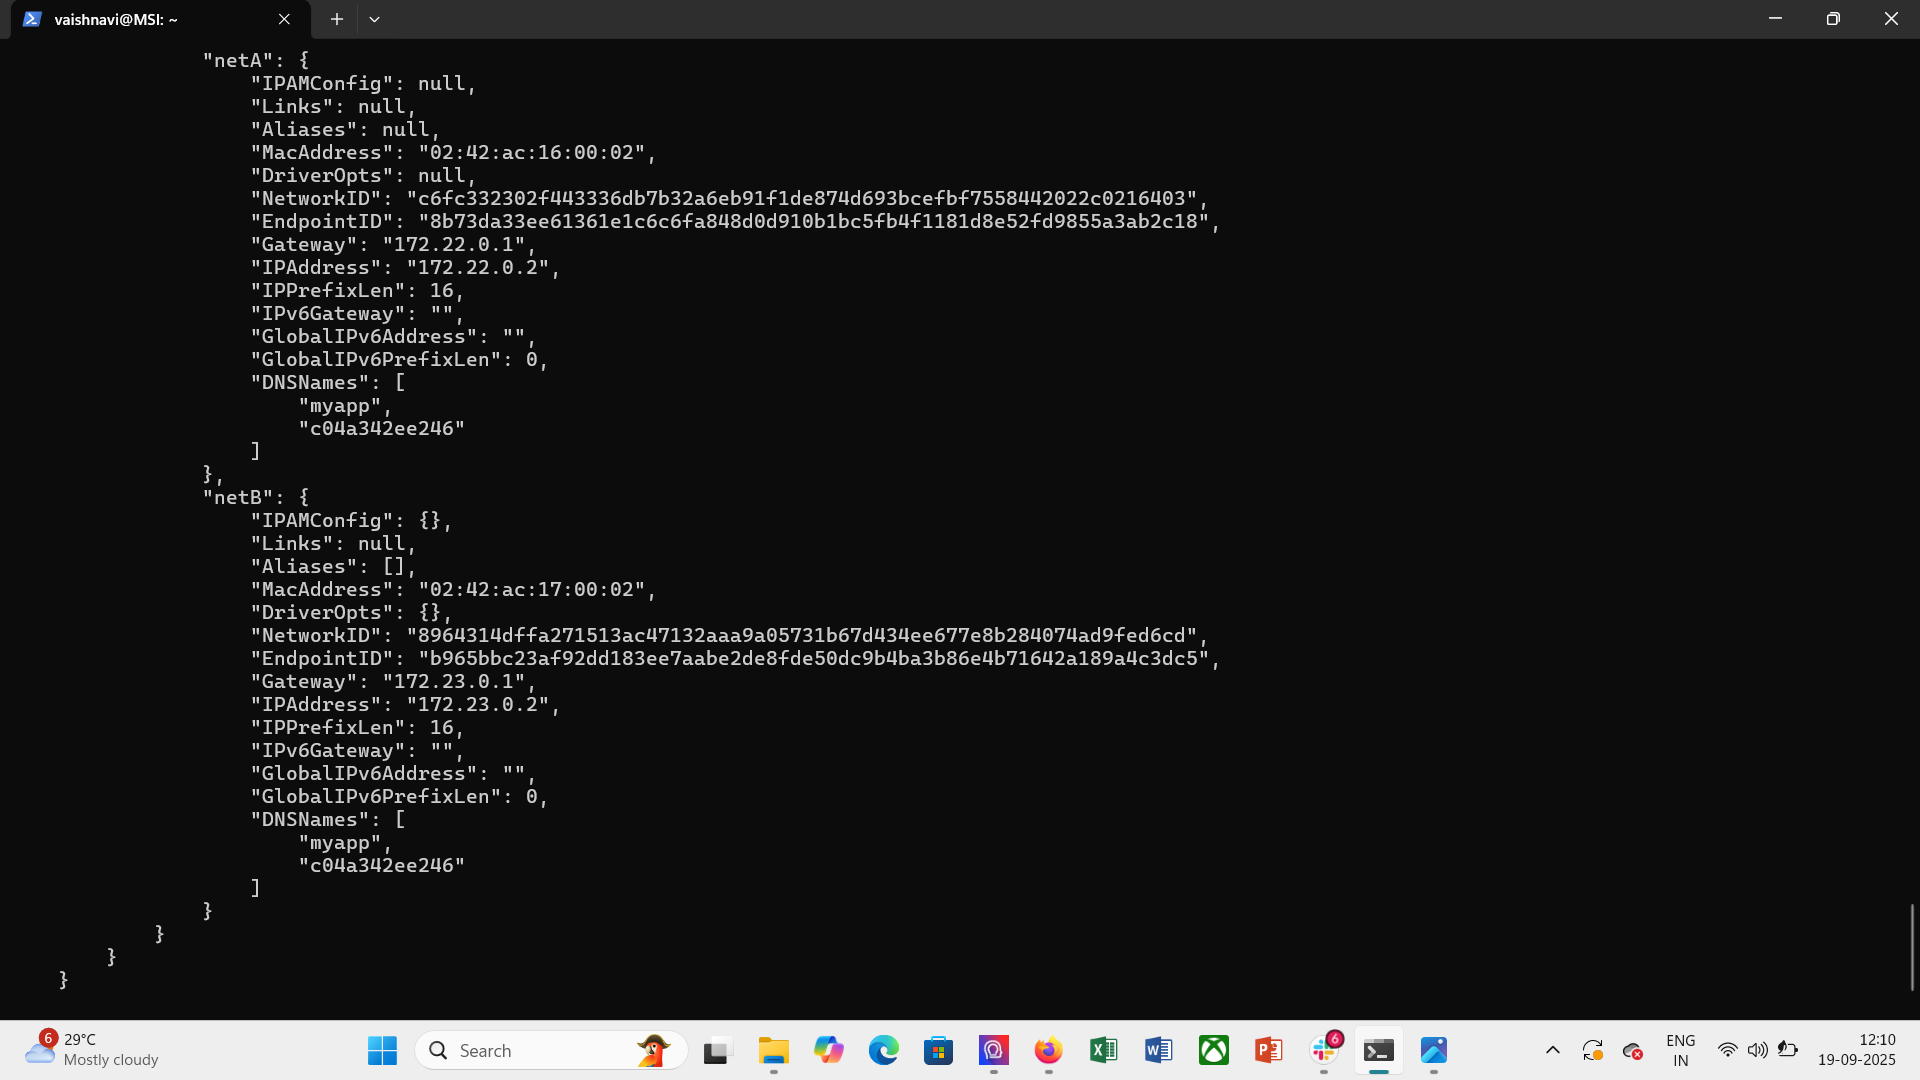 vaishnavi@MSI: ~
            "netA": {
                "IPAMConfig": null,
                "Links": null,
                "Aliases": null,
                "MacAddress": "02:42:ac:16:00:02",
                "DriverOpts": null,
                "NetworkID": "c6fc332302f443336db7b32a6eb91f1de874d693bcefbf7558442022c0216403",
                "EndpointID": "8b73da33ee61361e1c6c6fa848d0d910b1bc5fb4f1181d8e52fd9855a3ab2c18",
                "Gateway": "172.22.0.1",
                "IPAddress": "172.22.0.2",
                "IPPrefixLen": 16,
                "IPv6Gateway": "",
                "GlobalIPv6Address": "",
                "GlobalIPv6PrefixLen": 0,
                "DNSNames": [
                    "myapp",
                    "c04a342ee246"
                ]
            },
            "netB": {
                "IPAMConfig": {},
                "Links": null,
                "Aliases": [],
                "MacAddress": "02:42:ac:17:00:02",
                "DriverOpts": {},
                "NetworkID": "8964314dffa271513ac47132aaa9a05731b67d434ee677e8b284074ad9fed6cd",
                "EndpointID": "b965bbc23af92dd183ee7aabe2de8fde50dc9b4ba3b86e4b71642a189a4c3dc5",
                "Gateway": "172.23.0.1",
                "IPAddress": "172.23.0.2",
                "IPPrefixLen": 16,
                "IPv6Gateway": "",
                "GlobalIPv6Address": "",
                "GlobalIPv6PrefixLen": 0,
                "DNSNames": [
                    "myapp",
                    "c04a342ee246"
                ]
            }
        }
    }
}
6
29°C
Mostly cloudy
Search
6
ENG
IN
12:10
19-09-2025